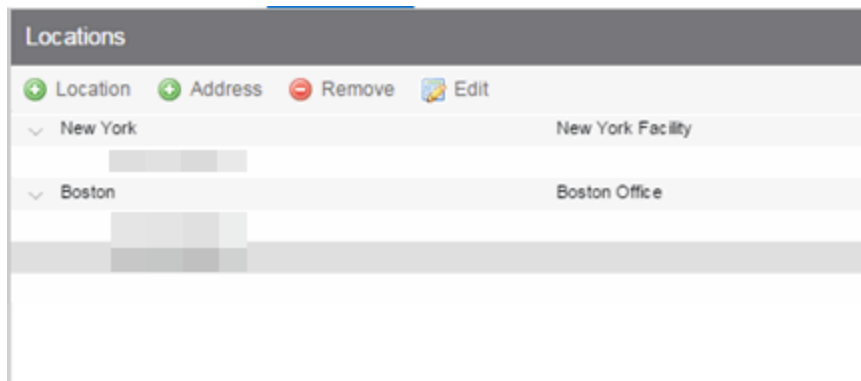 Locations
Location Address Remove Edit
New York New York Facility
Boston Boston Office